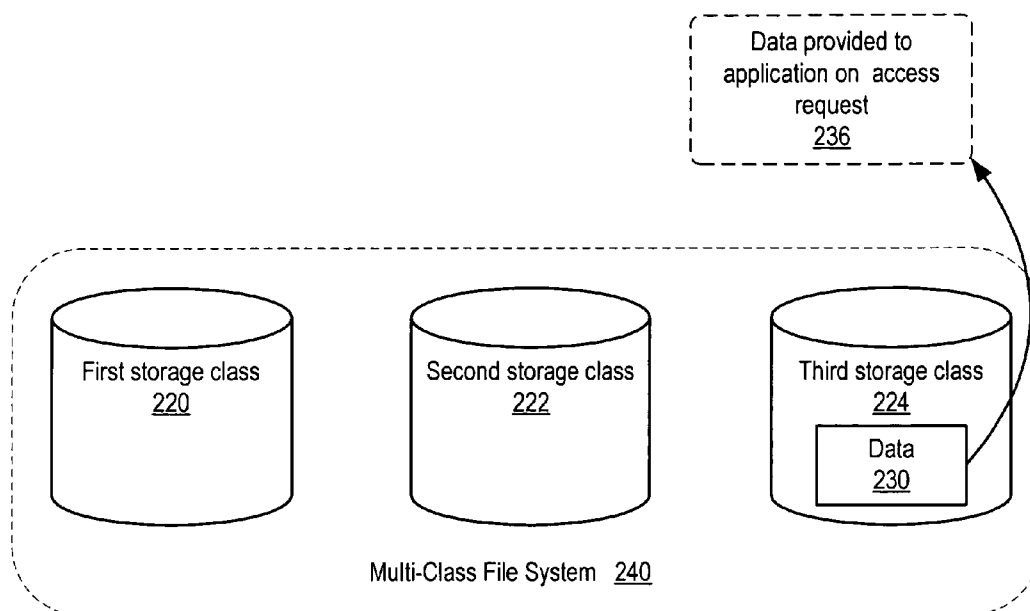 Data provided to
application on access
request
236
First storage class
220
Second storage class
222
Third storage class
224
Data
230
Multi-Class File System 240